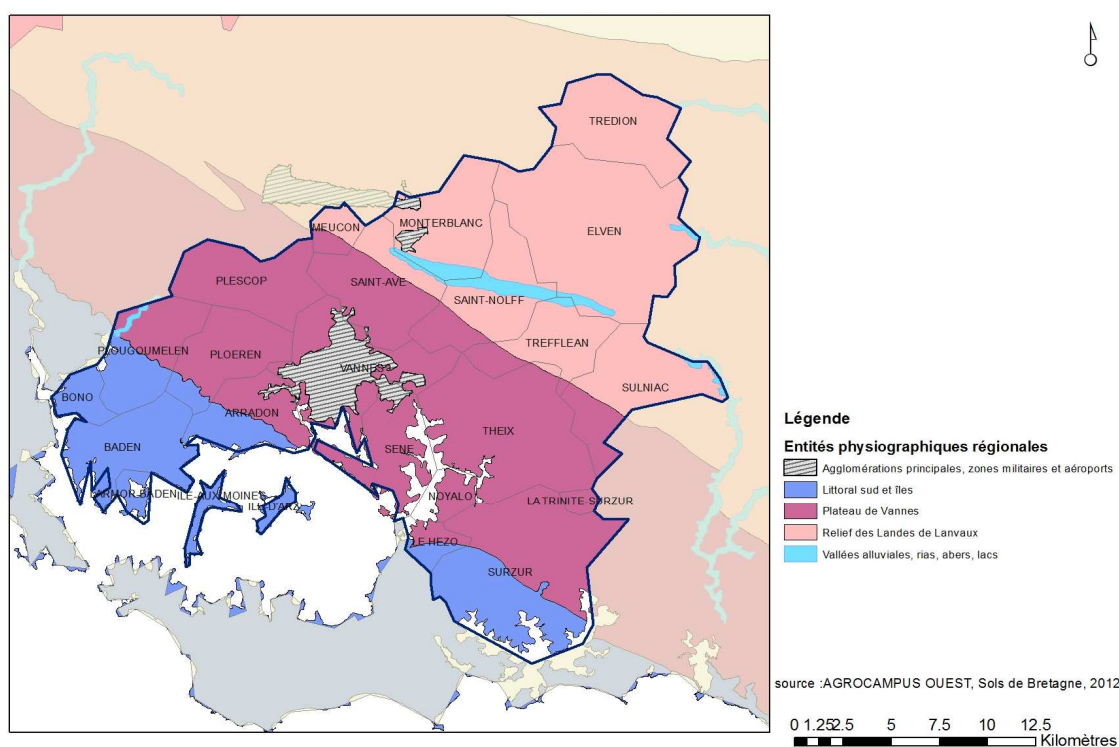 TREDION
MONTERBLANC
MEUCON
ELVEN
PLESCOP
SAINT-AVE
SAINT-NOLFF
TREFFLEAN
PLOUGOUMELEN
PLOEREN
VANNES
SULNIAC
BONO
ARRADON
BADEN
SENE
THEIX
LARMOR-BADEN
ILE-AUX-MOINES
ILE-D'ARZ
NOYALO
LA TRINITE-SURZUR
LE-HEZO
SURZUR
Légende
Entités physiographiques régionales
Agglomérations principales, zones militaires et aéroports
Littoral sud et îles
Plateau de Vannes
Relief des Landes de Lanvaux
Vallées alluviales, rias, abers, lacs
source :AGROCAMPUS OUEST, Sols de Bretagne, 2012
0 1.25 2.5 5 7.5 10 12.5
Kilomètres